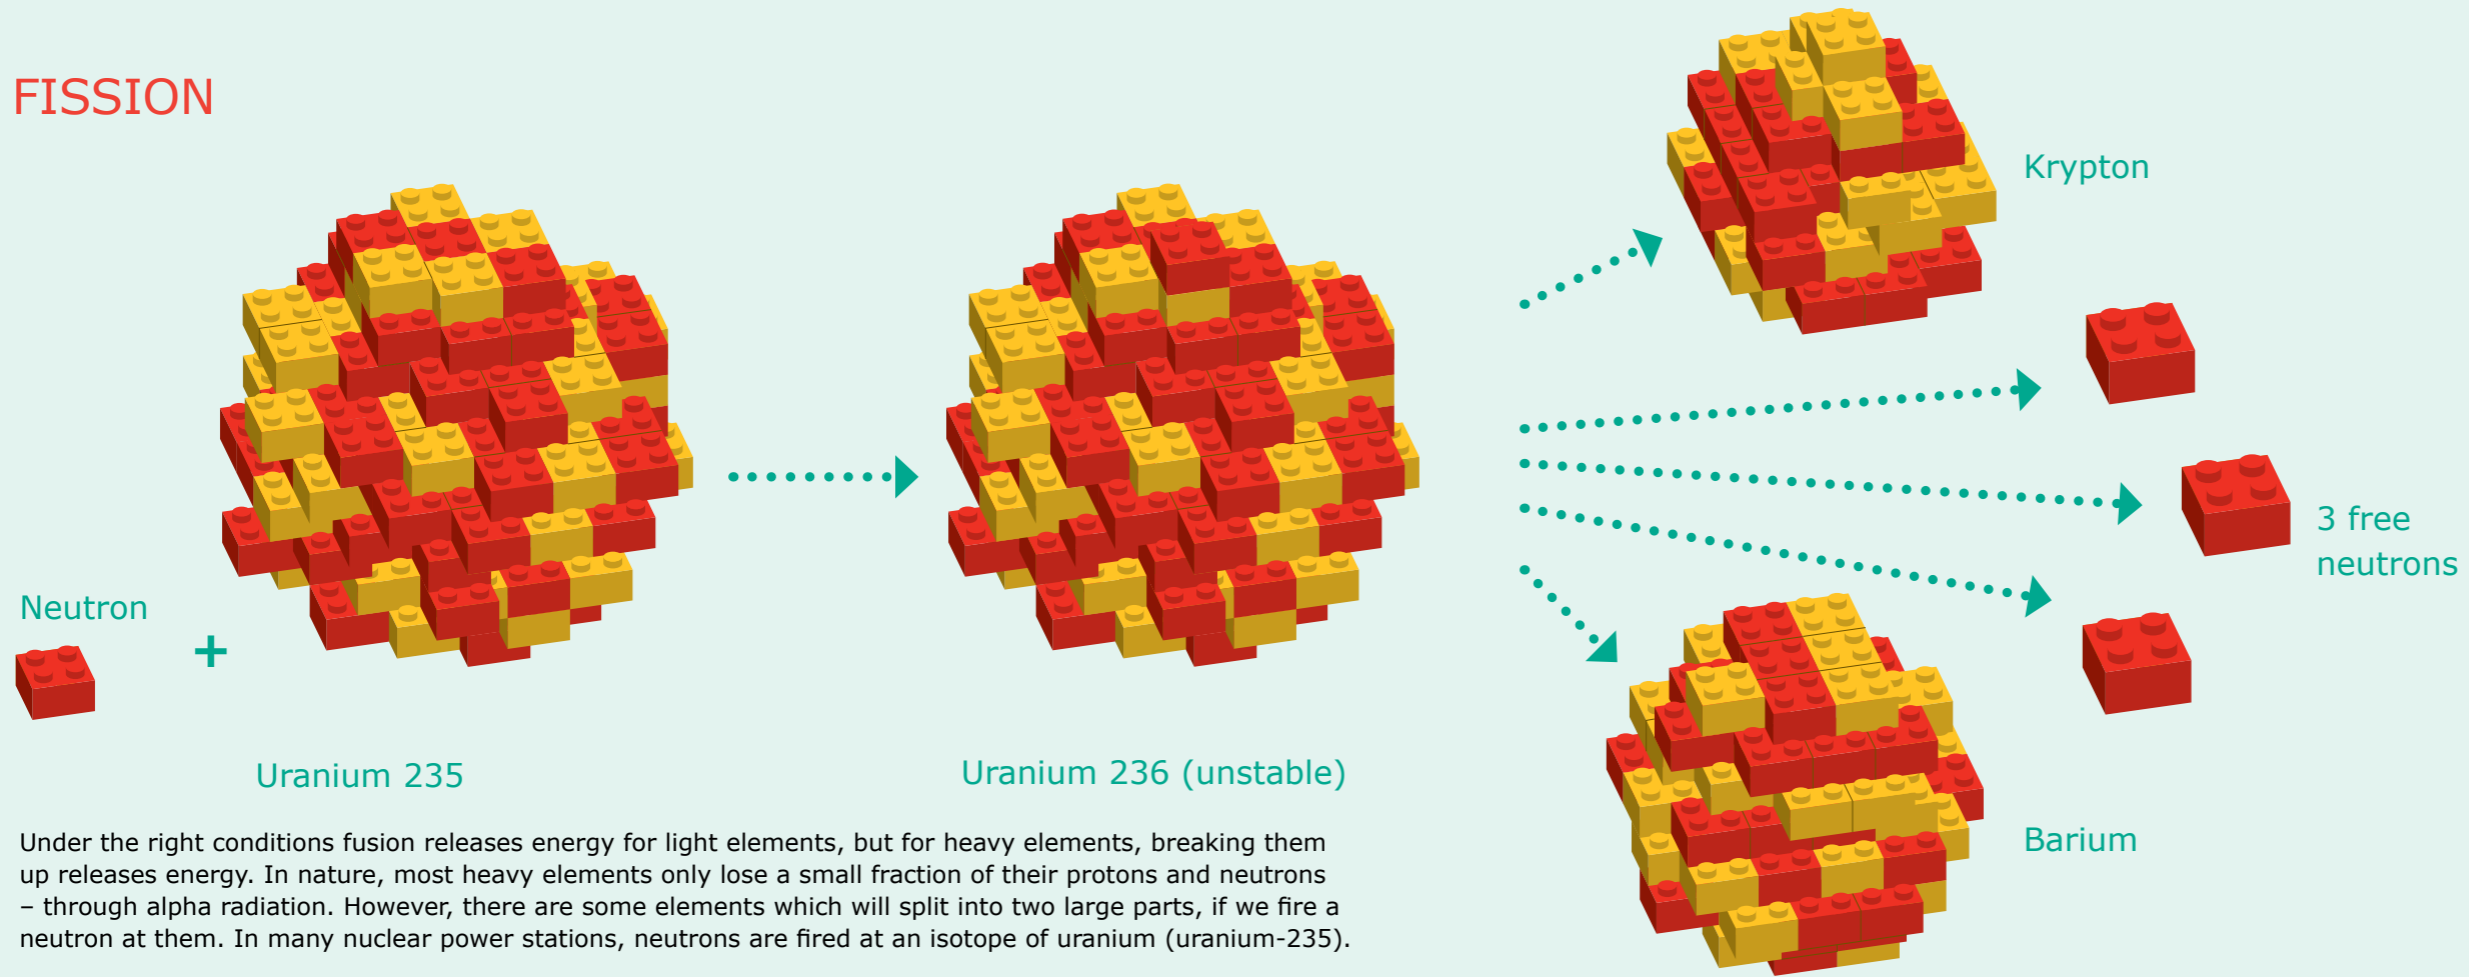 FISSION
Krypton
3 free
neutrons
Neutron
+
Uranium 235
Uranium 236 (unstable)
Barium
Under the right conditions fusion releases energy for light elements, but for heavy elements, breaking them
up releases energy. In nature, most heavy elements only lose a small fraction of their protons and neutrons
– through alpha radiation. However, there are some elements which will split into two large parts, if we fire a
neutron at them. In many nuclear power stations, neutrons are fired at an isotope of uranium (uranium-235).